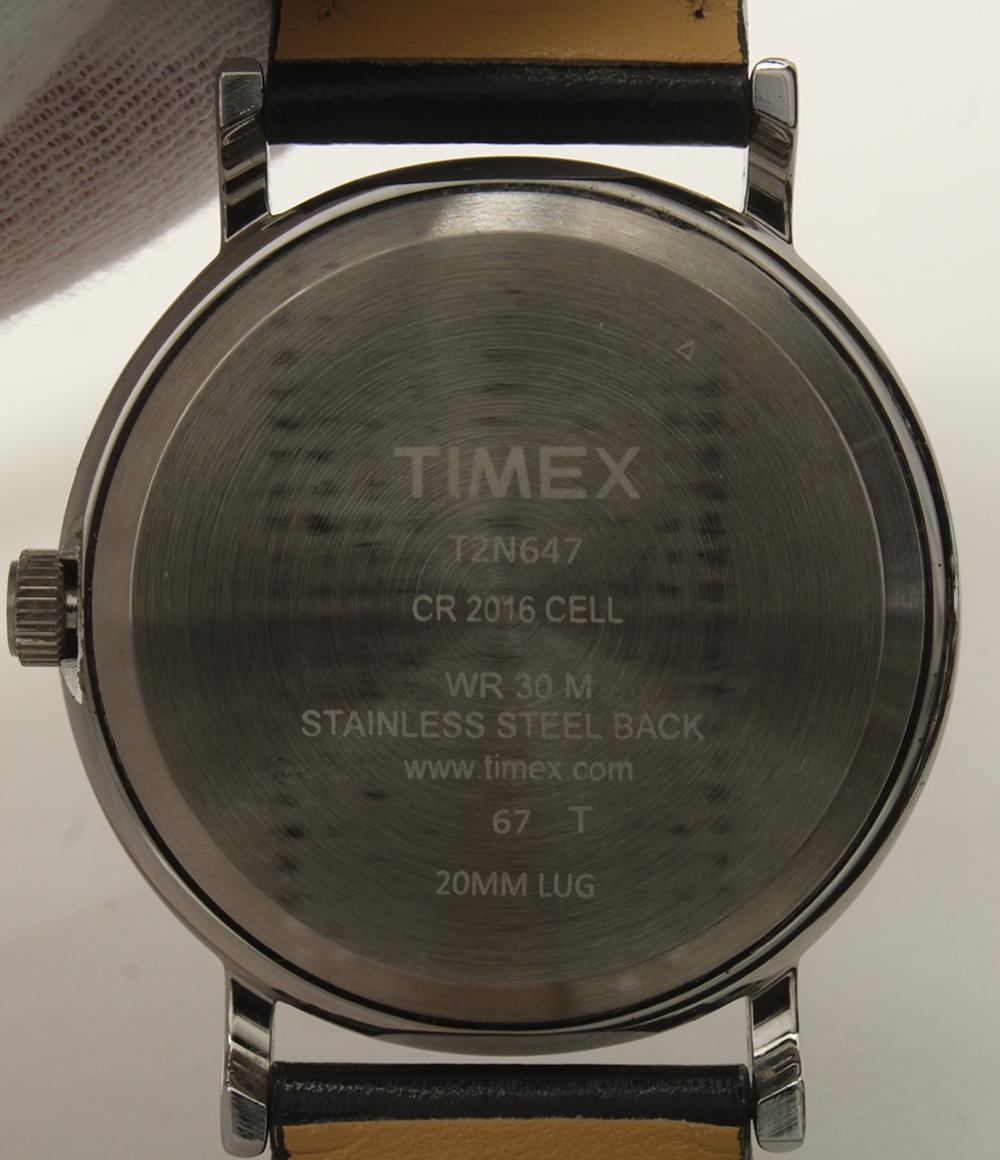 TIMEX
T2N647
CR 2016 CELL
WR 30 M
STAINLESS STEEL BACK
www.timex.com
67 T
20MM LUG